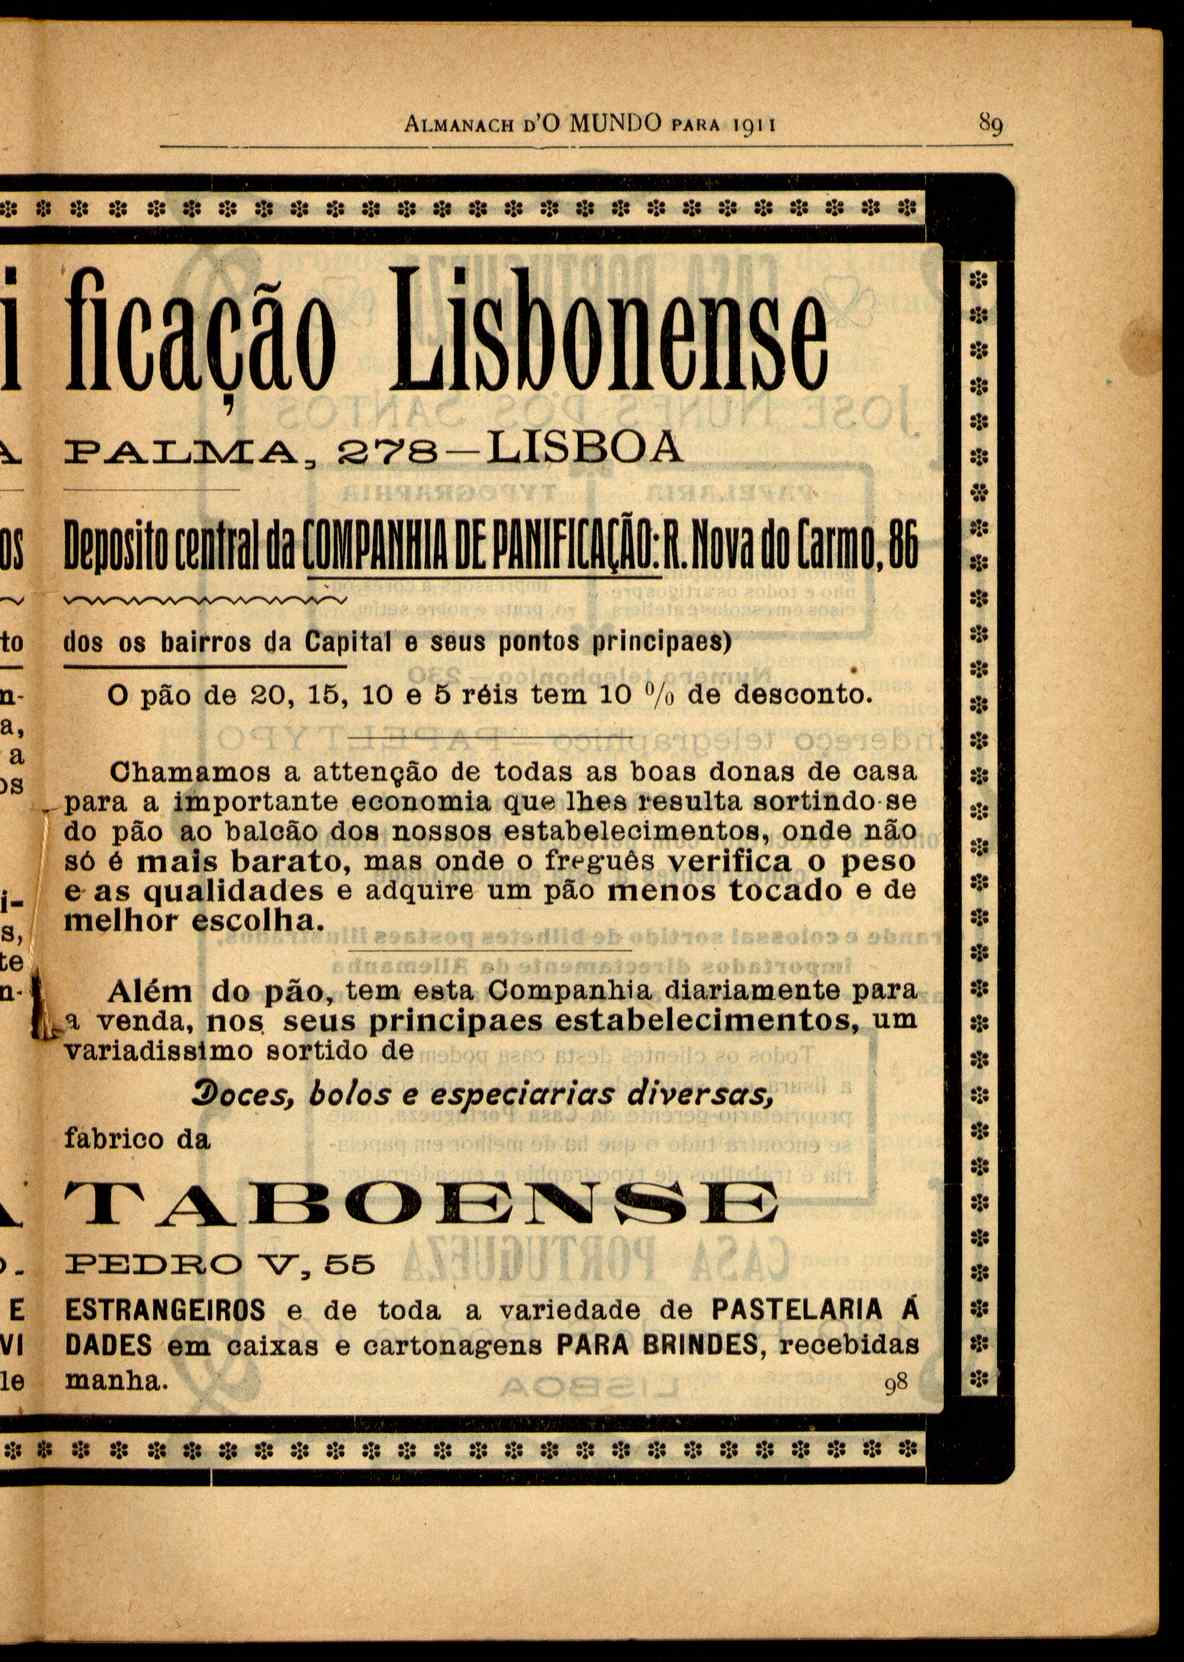 ALMANACH D'O MUNDO PARA 1911 89
i ficação Lisbonense
A PALMA, 278—LISBOA
os Deposito central da COMPANHIA DE PANIFICAÇÃO: R. Nova do Carmo, 86
to dos os bairros da Capital e seus pontos principaes)
n- O pão de 20, 15, 10 e 5 réis tem 10 % de desconto.
a,
a Chamamos a attenção de todas as boas donas de casa
os para a importante economia que lhes resulta sortindo-se
do pão ao balcão dos nossos estabelecimentos, onde não
só é mais barato, mas onde o freguês verifica o peso
i- e as qualidades e adquire um pão menos tocado e de
s, melhor escolha.
te
n- Além do pão, tem esta Companhia diariamente para
a venda, nos seus principaes estabelecimentos, um
variadissimo sortido de
Doces, bolos e especiarias diversas,
fabrico da
A TABOENSE
O. PEDRO V, 55
E ESTRANGEIROS e de toda a variedade de PASTELARIA Á
VI DADES em caixas e cartonagens PARA BRINDES, recebidas
le manha. 98